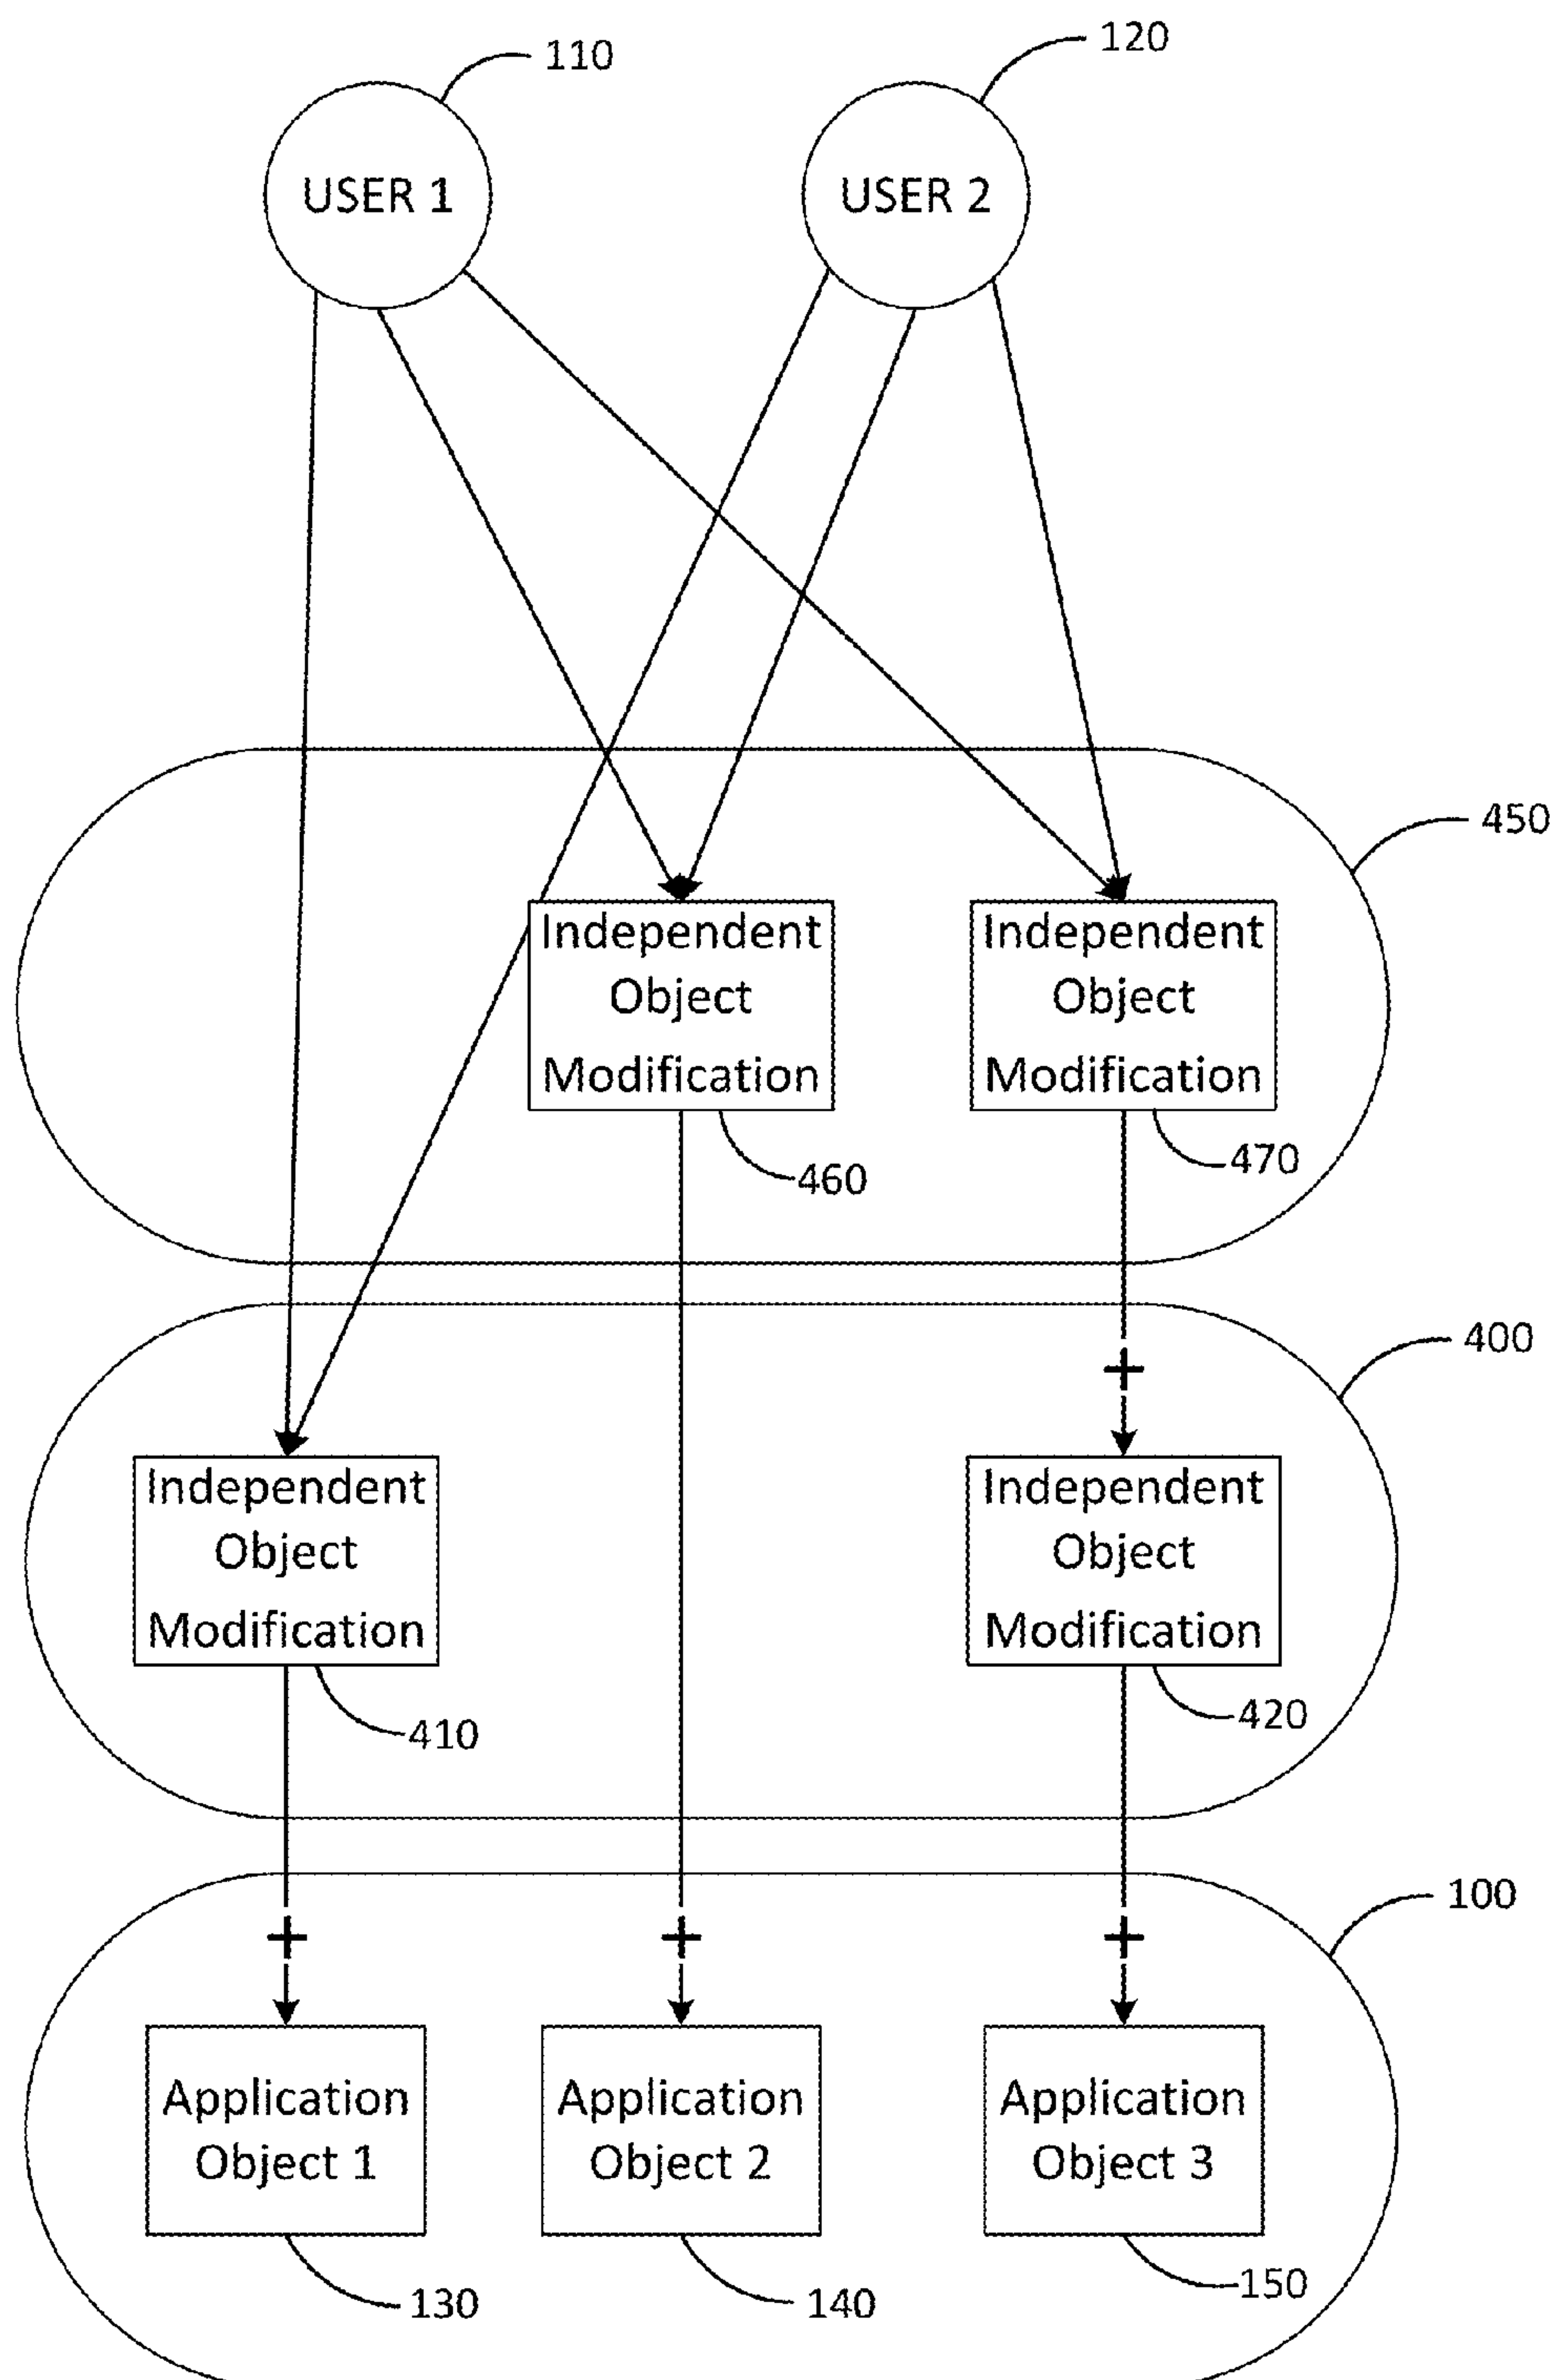 110
120
USER 1
USER 2
450
Independent
Object
Modification
Independent
Object
Modification
460
470
400
Independent
Object
Modification
Independent
Object
Modification
410
420
100
Application
Object 1
Application
Object 2
Application
Object 3
130
140
150